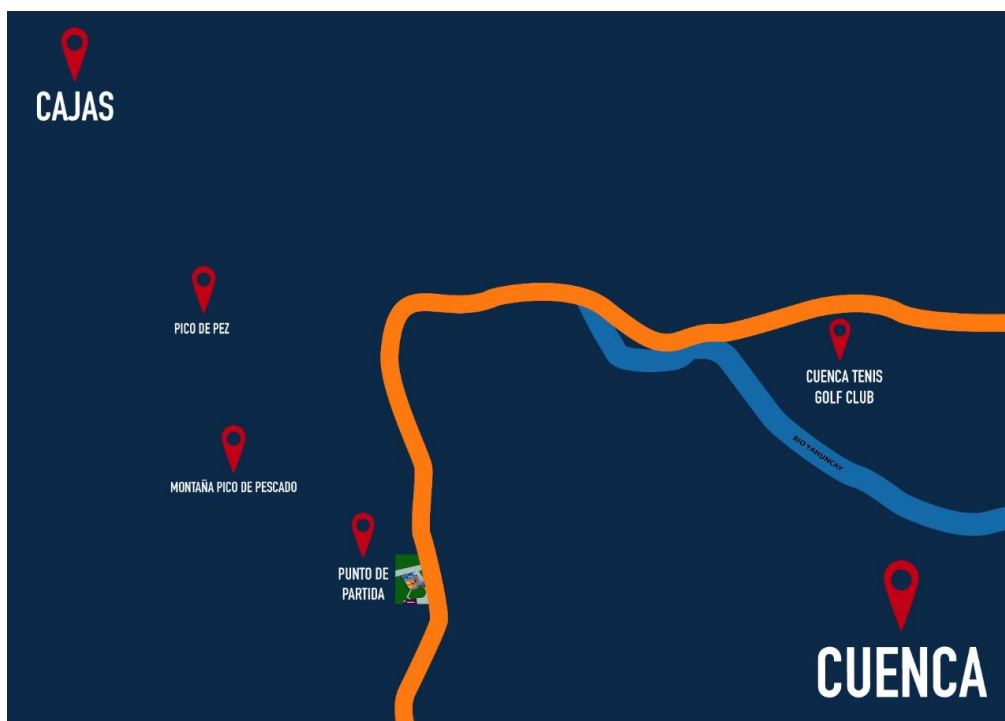 CAJAS
PICO DE PEZ
CUENCA TENIS
GOLF CLUB
RIO YANUNCAY
MONTAÑA PICO DE PESCADO
PUNTO DE
PARTIDA
CUENCA